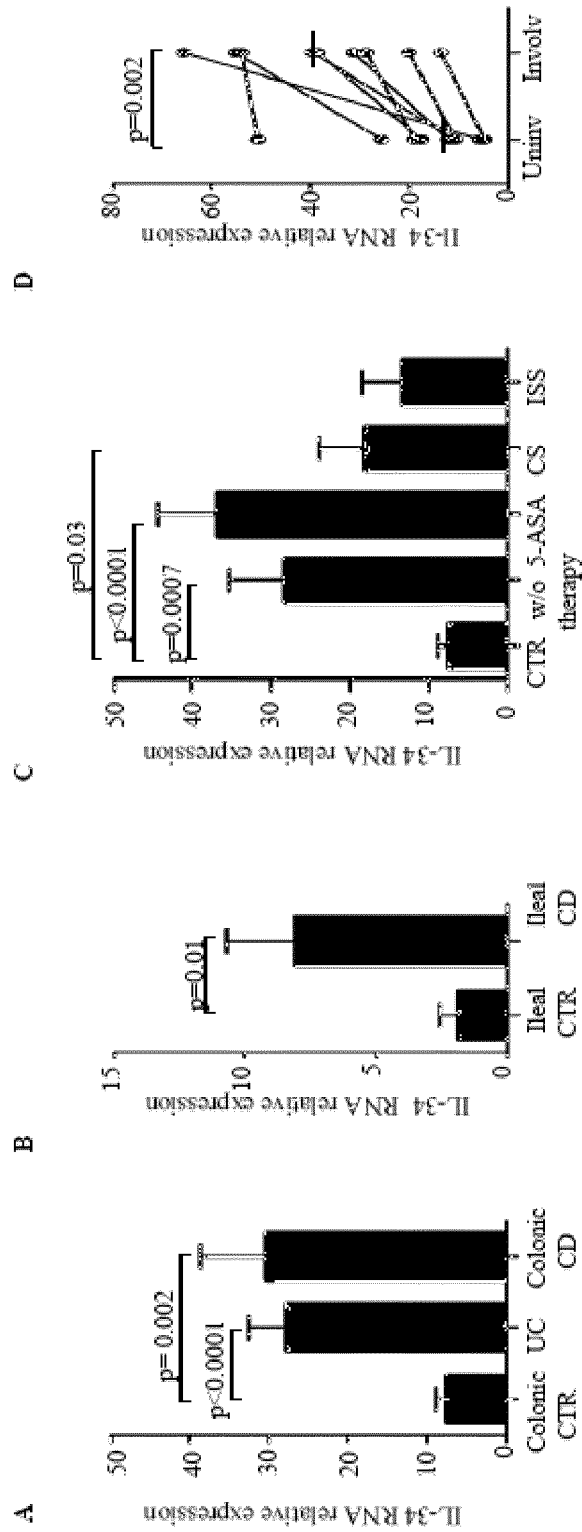 A
IL-34 RNA relative expression
50
40
30
20
10
0
p= 0.002
p<0.0001
Colonic CTR
UC
Colonic CD
B
IL-34 RNA relative expression
15
10
5
0
p=0.01
Ileal CTR
Ileal CD
C
IL-34 RNA relative expression
50
40
30
20
10
0
p=0.03
p<0.0001
p=0.0007
CTR
w/o therapy
5-ASA
CS
ISS
D
Il-34 RNA relative expression
80
60
40
20
0
p=0.002
Uninv
Involv